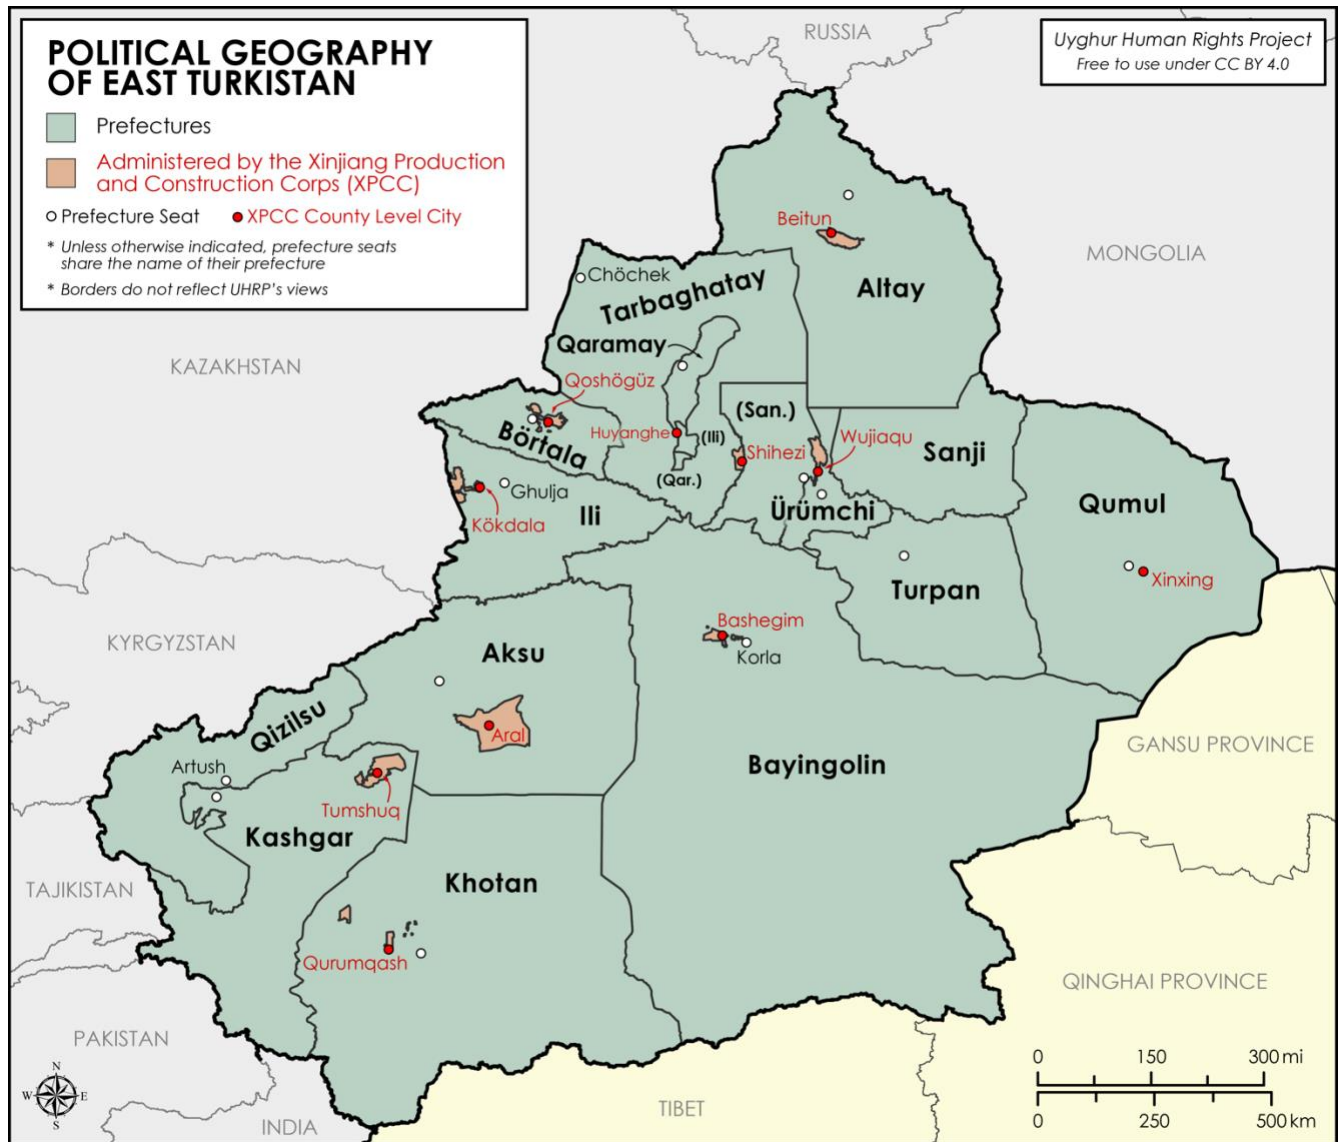 POLITICAL GEOGRAPHY
OF EAST TURKISTAN
Prefectures
Administered by the Xinjiang Production
and Construction Corps (XPCC)
Prefecture Seat
XPCC County Level City
* Unless otherwise indicated, prefecture seats
share the name of their prefecture
* Borders do not reflect UHRP's views
Uyghur Human Rights Project
Free to use under CC BY 4.0
RUSSIA
MONGOLIA
KAZAKHSTAN
KYRGYZSTAN
TAJIKISTAN
PAKISTAN
INDIA
TIBET
GANSU PROVINCE
QINGHAI PROVINCE
Beitun
Altay
Chöchek
Tarbaghatay
Qaramay
Qoshögüz
Börtala
Huyanghe
(Ili)
(Qar.)
(San.)
Shihezi
Wujiaqu
Sanji
Ürümchi
Qumul
Xinxing
Turpan
Ghulja
Ili
Kökdala
Bashegim
Korla
Bayingolin
Aksu
Aral
Qizilsu
Artush
Tumshuq
Kashgar
Khotan
Qurumqash
N
W
E
S
0 150 300 mi
0 250 500 km